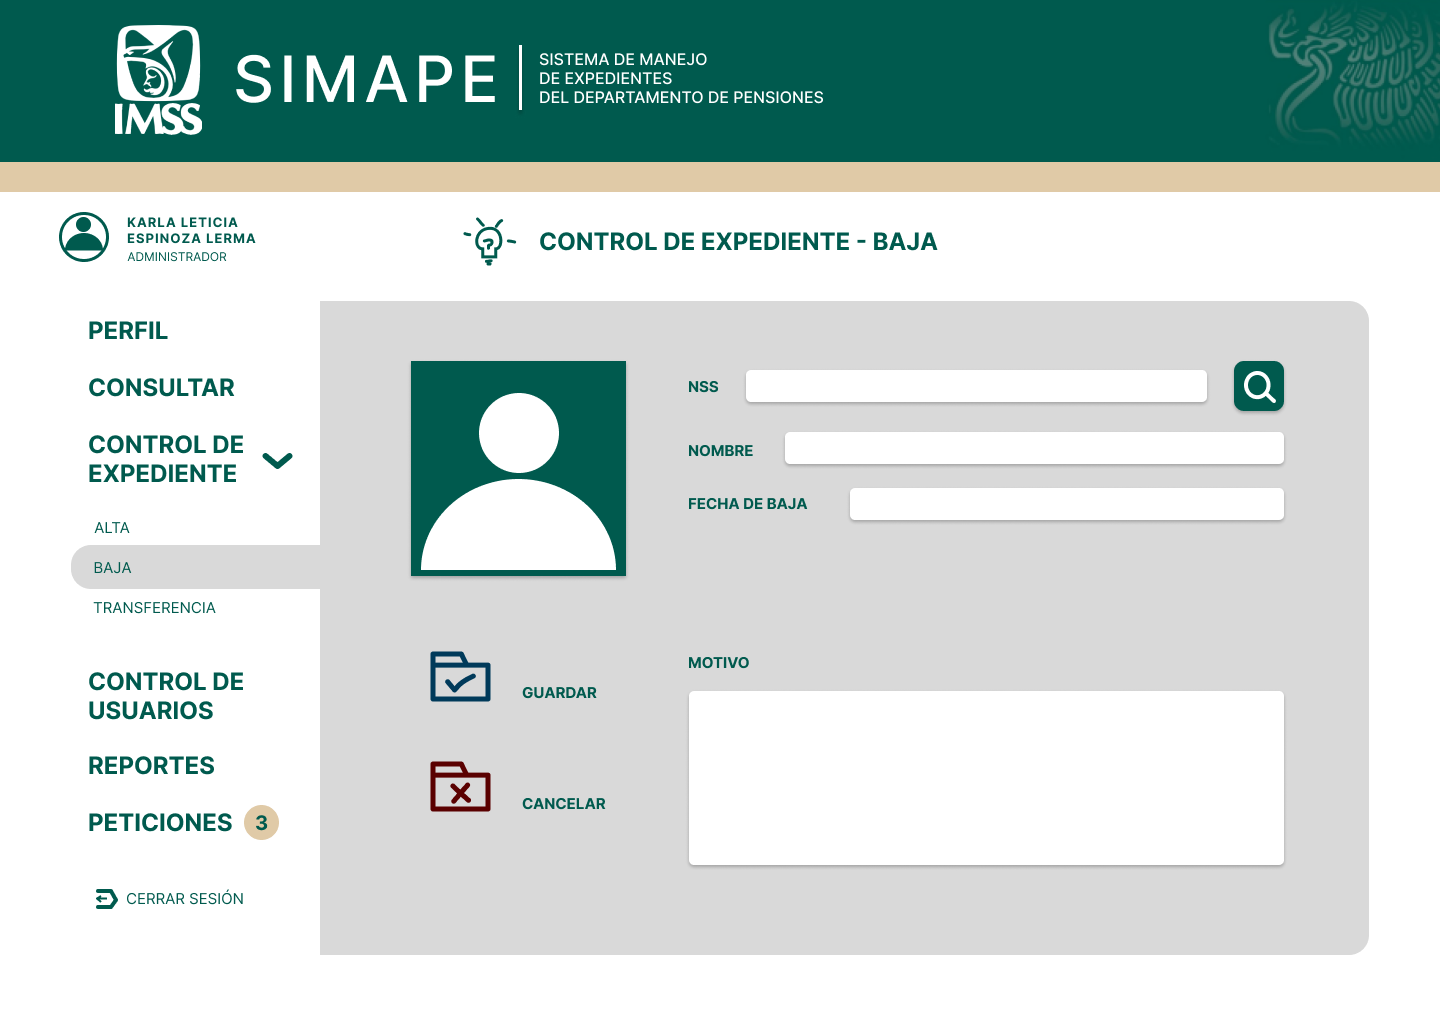 IMSS
SIMAPE
SISTEMA DE MANEJO
DE EXPEDIENTES
DEL DEPARTAMENTO DE PENSIONES
KARLA LETICIA
ESPINOZA LERMA
ADMINISTRADOR
CONTROL DE EXPEDIENTE - BAJA
PERFIL
CONSULTAR
CONTROL DE
EXPEDIENTE
ALTA
BAJA
TRANSFERENCIA
CONTROL DE
USUARIOS
REPORTES
PETICIONES 3
CERRAR SESIÓN
NSS
NOMBRE
FECHA DE BAJA
GUARDAR
CANCELAR
MOTIVO